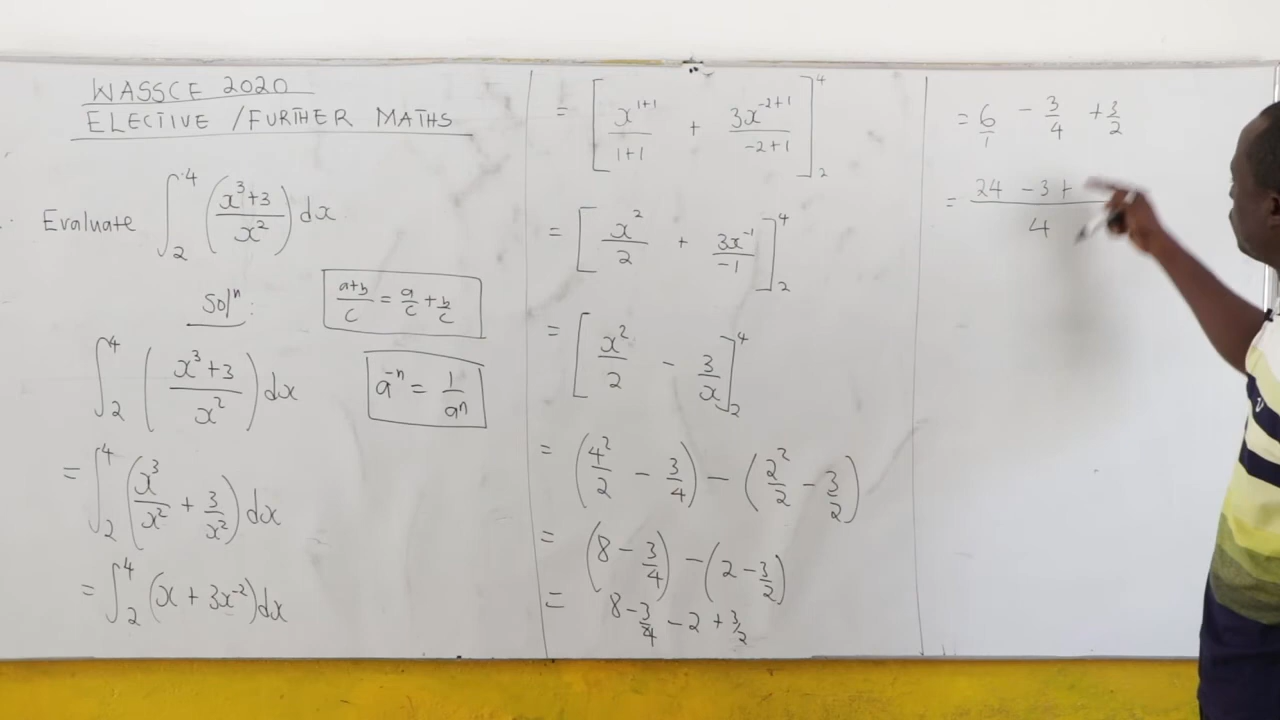 WASSCE 2020
ELECTIVE /FURTHER MATHS
Evaluate ∫₂⁴ ((x³+3)/x²) dx
Solⁿ:
(a+b)/c = a/c + b/c
∫₂⁴ ((x³+3)/x²) dx
a⁻ⁿ = 1/aⁿ
= ∫₂⁴ (x³/x² + 3/x²) dx
= ∫₂⁴ (x + 3x⁻²) dx
= [x¹⁺¹/(1+1) + 3x⁻²⁺¹/(-2+1)]₂⁴
= [x²/2 + 3x⁻¹/-1]₂⁴
= [x²/2 - 3/x]₂⁴
= (4²/2 - 3/4) - (2²/2 - 3/2)
= (8 - 3/4) - (2 - 3/2)
= 8 - 3/4 - 2 + 3/2
= 6/1 - 3/4 + 3/2
= (24 - 3 +)/4